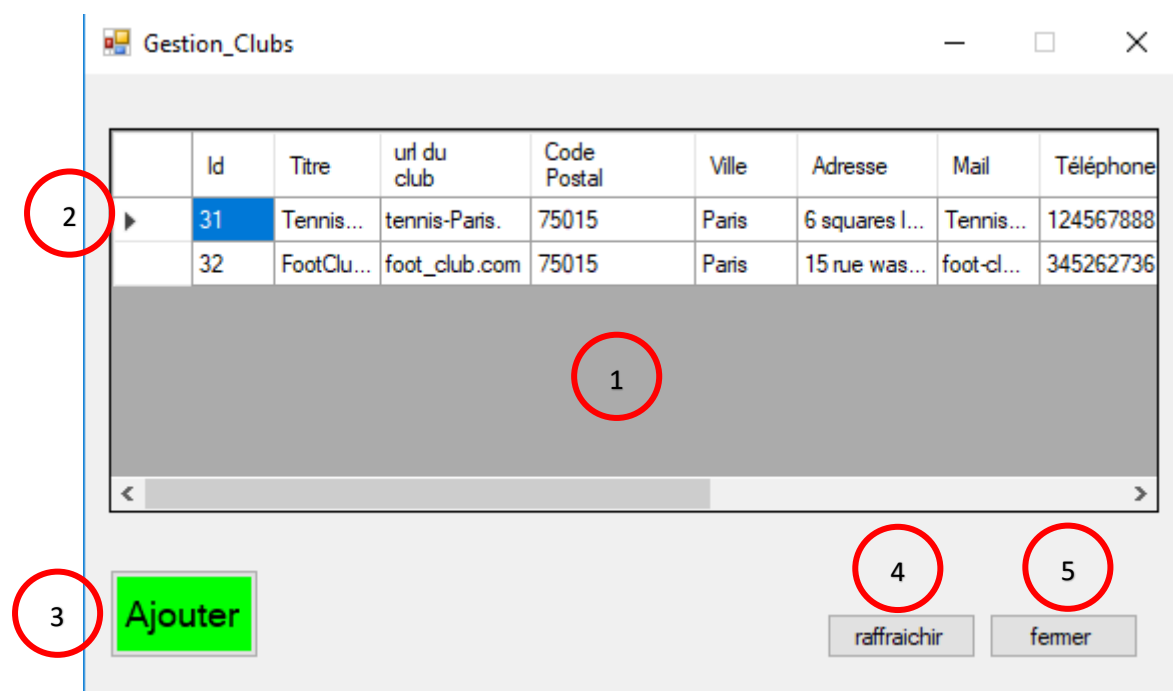 Gestion_Clubs
Id Titre url du club Code Postal Ville Adresse Mail Téléphone
2
31 Tennis... tennis-Paris. 75015 Paris 6 squares l... Tennis... 124567888
32 FootClu... foot_club.com 75015 Paris 15 rue was... foot-cl... 345262736
1
4 5
3 Ajouter
raffraichir fermer